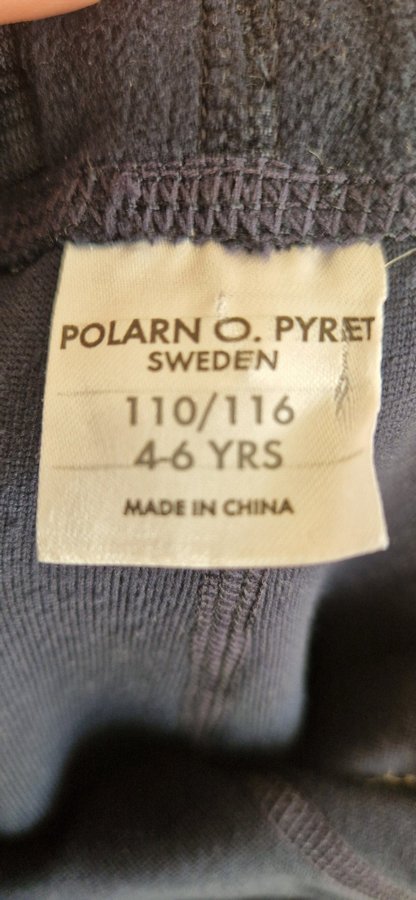 POLARN O. PYRET
SWEDEN
110/116
4-6 YRS
MADE IN CHINA